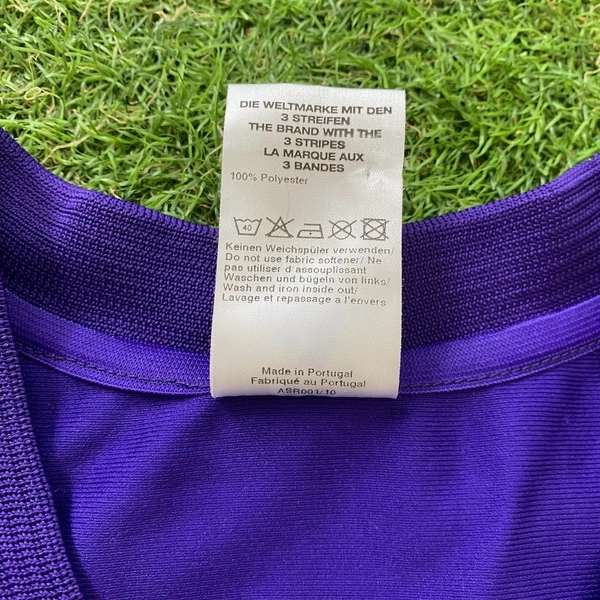 DIE WELTMARKE MIT DEN
3 STREIFEN
THE BRAND WITH THE
3 STRIPES
LA MARQUE AUX
3 BANDES
100% Polyester
40
Keinen Weichspüler verwenden/
Do not use fabric softener/ Ne
pas utiliser d'assouplissant
Waschen und bügeln von links/
Wash and iron inside out/
Lavage et repassage a l'envers
Made in Portugal
Fabriqué au Portugal
ASR001/10